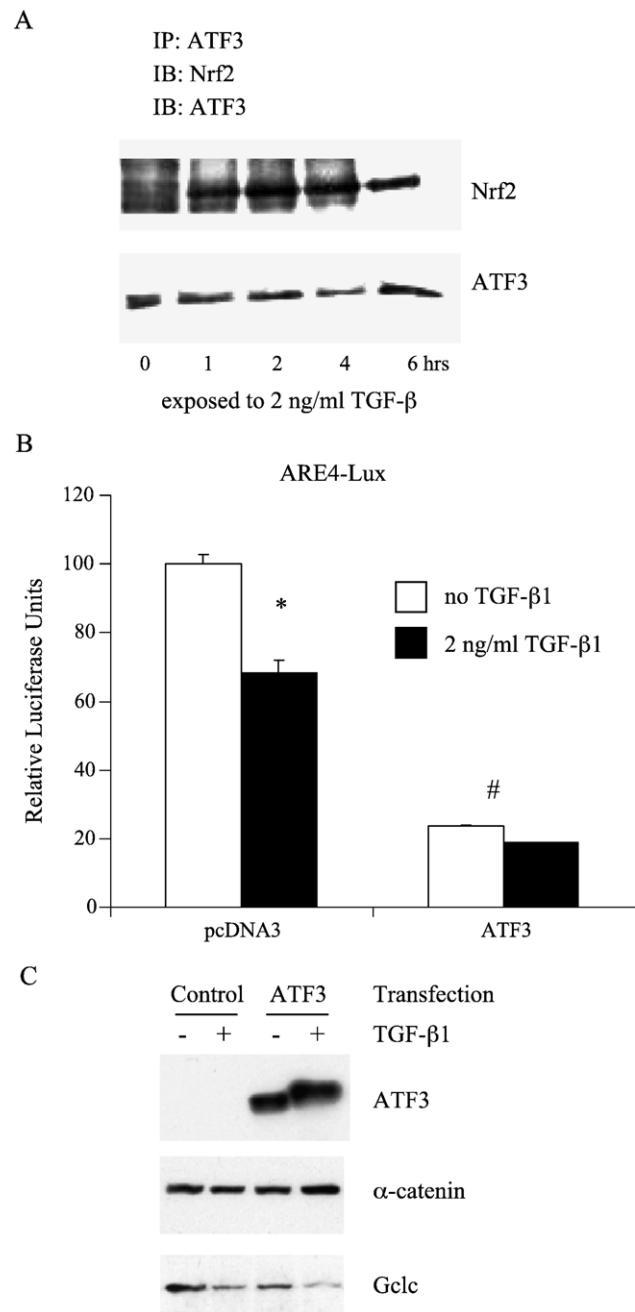 A
IP: ATF3
IB: Nrf2
IB: ATF3
Nrf2
ATF3
0 1 2 4 6 hrs
exposed to 2 ng/ml TGF-β
B
ARE4-Lux
Relative Luciferase Units
120
100
80
60
40
20
0
*
#
no TGF-β1
2 ng/ml TGF-β1
pcDNA3 ATF3
C
Control ATF3 Transfection
- + - + TGF-β1
ATF3
α-catenin
Gclc